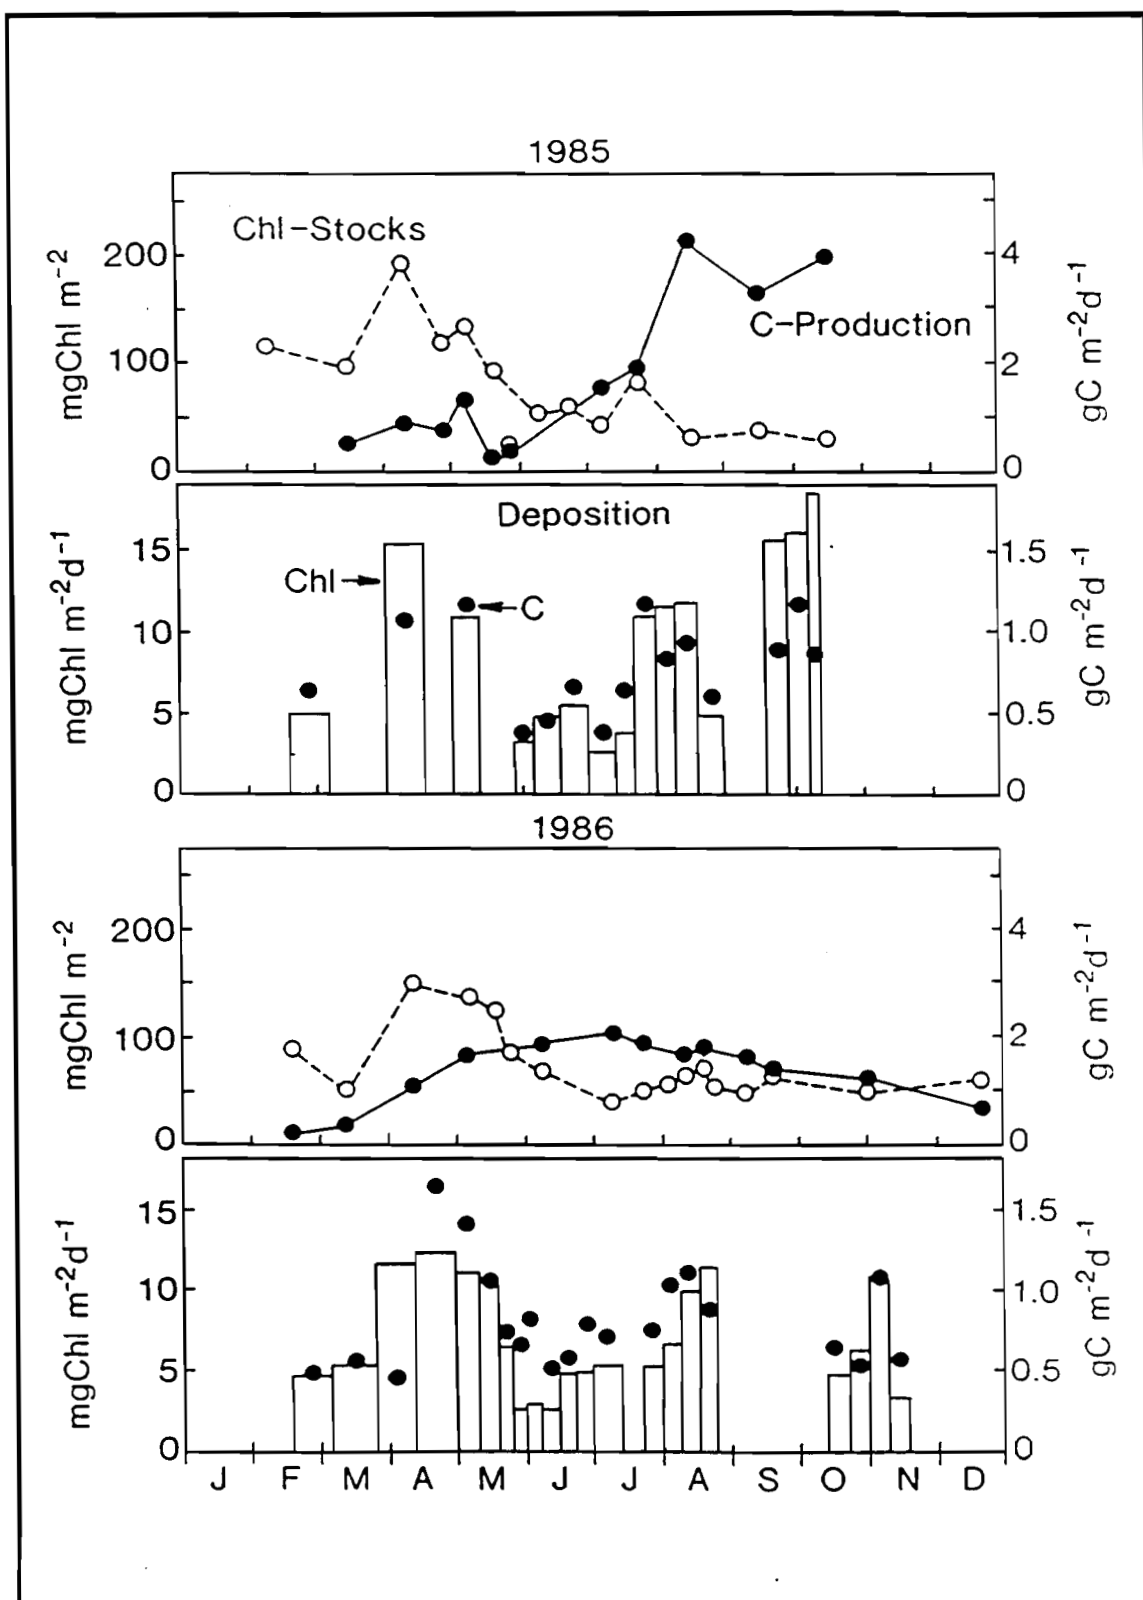 1985
Chl-Stocks
C-Production
mgChl m⁻²
200
100
0
gC m⁻²d⁻¹
4
2
0
Deposition
Chl
C
mgChl m⁻²d⁻¹
15
10
5
0
gC m⁻²d⁻¹
1.5
1.0
0.5
0
1986
mgChl m⁻²
200
100
0
gC m⁻²d⁻¹
4
2
0
mgChl m⁻²d⁻¹
15
10
5
0
gC m⁻²d⁻¹
1.5
1.0
0.5
0
J F M A M J J A S O N D